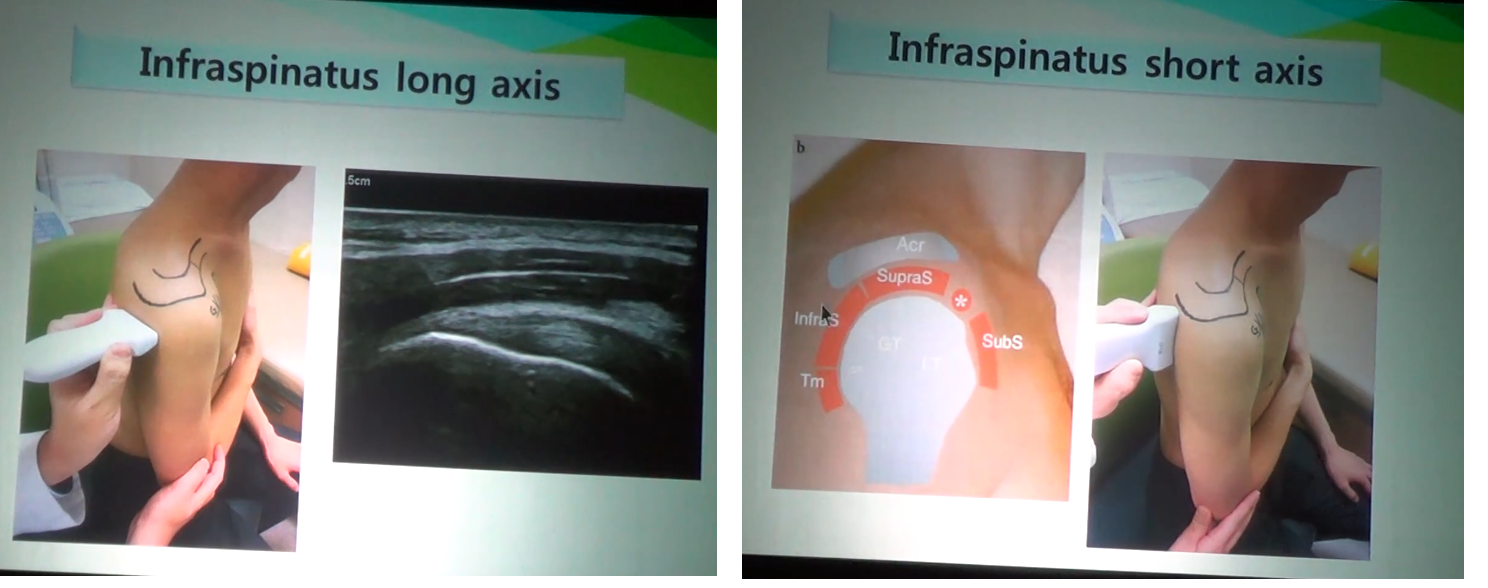 Infraspinatus long axis
.5cm
Infraspinatus short axis
b
Acr
SupraS
*
InfraS
GT
LT
SubS
Tm